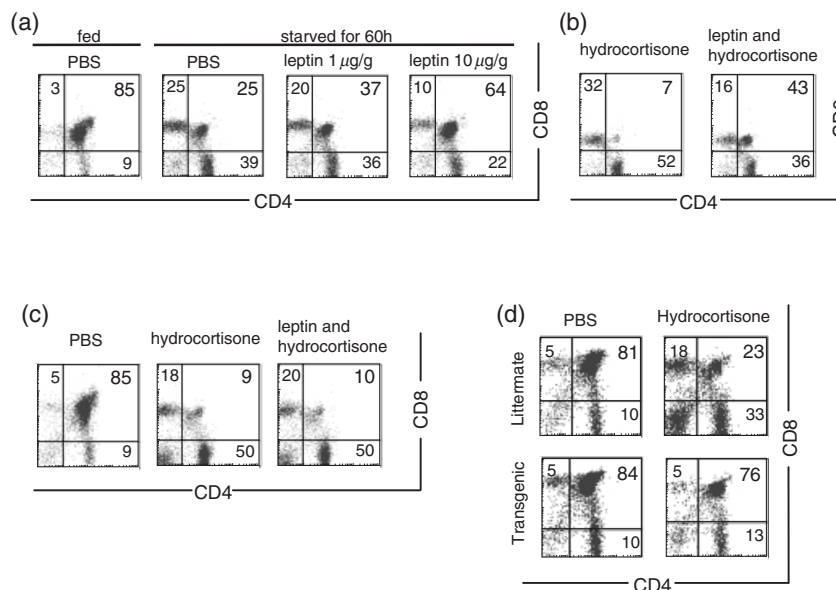 (a)
fed
starved for 60h
PBS
PBS
leptin 1 µg/g
leptin 10 µg/g
3
85
9
25
25
39
20
37
36
10
64
22
CD8
CD4
(b)
hydrocortisone
leptin and
hydrocortisone
32
7
52
16
43
36
CD4
(c)
PBS
hydrocortisone
leptin and
hydrocortisone
5
85
9
18
9
50
20
10
50
CD8
CD4
(d)
PBS
Hydrocortisone
Littermate
5
81
10
18
23
33
Transgenic
5
84
10
5
76
13
CD8
CD4